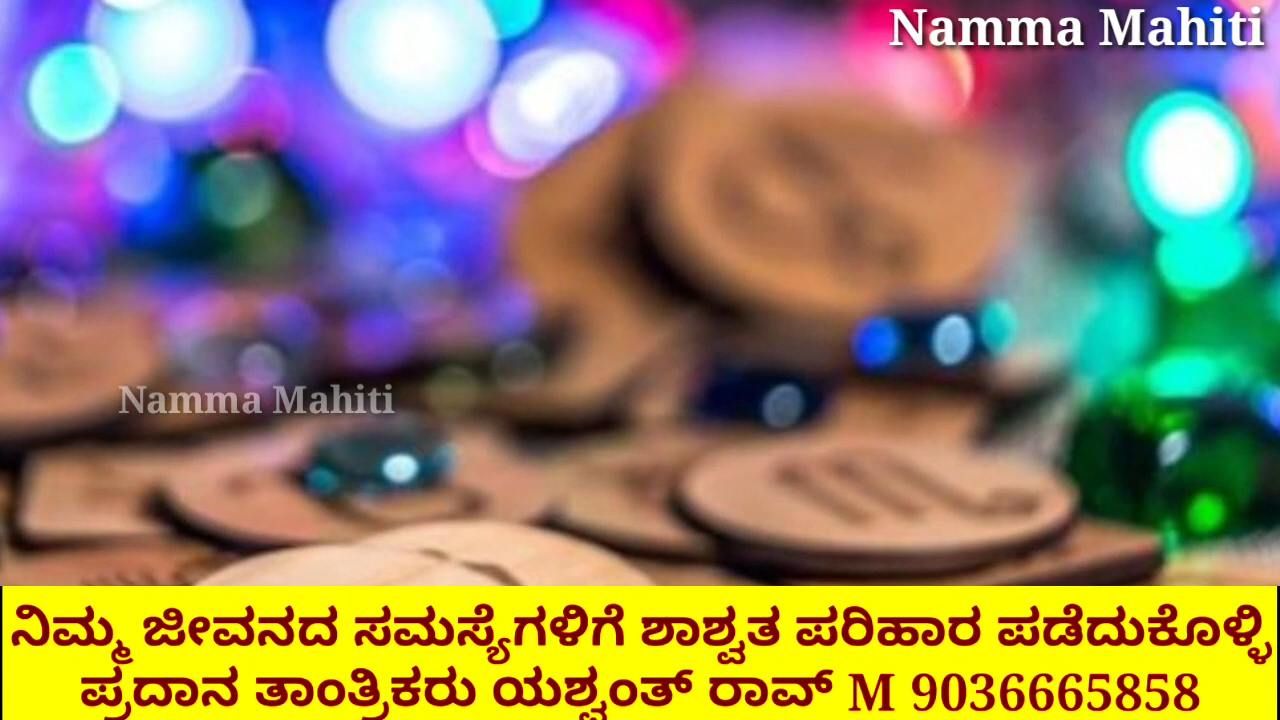 Namma Mahiti
Namma Mahiti
ನಿಮ್ಮ ಜೀವನದ ಸಮಸ್ಯೆಗಳಿಗೆ ಶಾಶ್ವತ ಪರಿಹಾರ ಪಡೆದುಕೊಳ್ಳಿ
ಪ್ರದಾನ ತಾಂತ್ರಿಕರು ಯಶ್ವಂತ್ ರಾವ್ M 9036665858